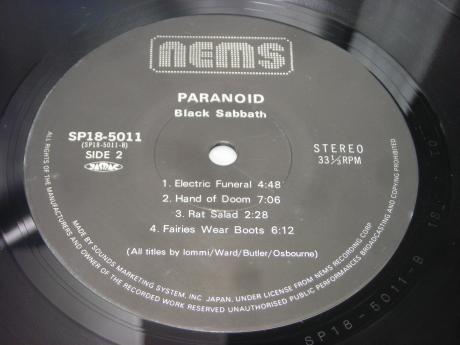 nems
PARANOID
Black Sabbath
SP18-5011
(SP18-5011-B)
SIDE 2
STEREO
33⅓RPM
1. Electric Funeral 4:48
2. Hand of Doom 7:06
3. Rat Salad 2:28
4. Fairies Wear Boots 6:12
(All titles by Iommi/Ward/Butler/Osbourne)
MADE BY SOUNDS MARKETING SYSTEM, INC JAPAN, UNDER LICENSE FROM NEMS RECORDING CORP.
ALL RIGHTS OF THE MANUFACTURERS AND OWNER OF THE RECORDED WORK RESERVED UNAUTHORISED PUBLIC PERFORMANCES BROADCASTING AND COPYING PROHIBITED
SP18-5011-B